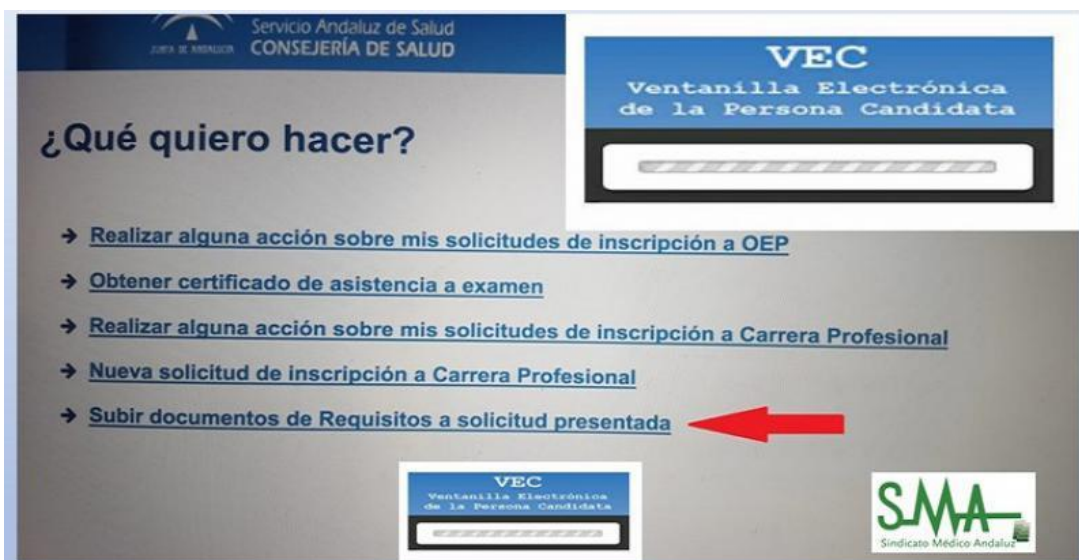 Servicio Andaluz de Salud
JUNTA DE ANDALUCIA CONSEJERÍA DE SALUD
VEC
Ventanilla Electrónica
de la Persona Candidata
¿Qué quiero hacer?
→ Realizar alguna acción sobre mis solicitudes de inscripción a OEP
→ Obtener certificado de asistencia a examen
→ Realizar alguna acción sobre mis solicitudes de inscripción a Carrera Profesional
→ Nueva solicitud de inscripción a Carrera Profesional
→ Subir documentos de Requisitos a solicitud presentada
VEC
Ventanilla Electrónica
de la Persona Candidata
SMA
Sindicato Médico Andaluz